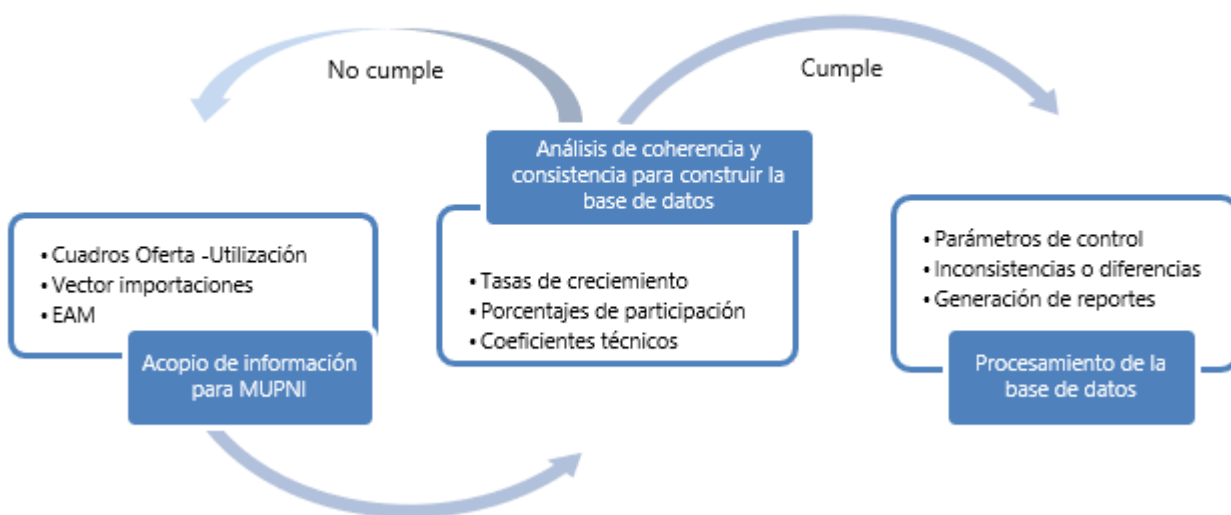 No cumple
Cumple
• Cuadros Oferta -Utilización
• Vector importaciones
• EAM
Acopio de información
para MUPNI
Análisis de coherencia y
consistencia para construir la
base de datos
• Tasas de creciemiento
• Porcentajes de participación
• Coeficientes técnicos
• Parámetros de control
• Inconsistencias o diferencias
• Generación de reportes
Procesamiento de la
base de datos